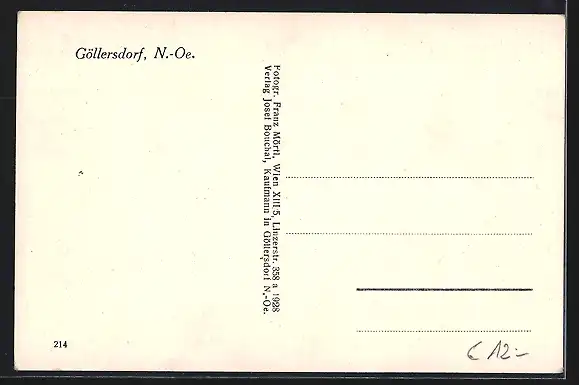 Göllersdorf, N.-Oe.
Fotogr. Franz Mörtl, Wien XIII/5, Linzerstr. 358 a 1928
Verlag Josef Bouchal, Kaufmann in Göllersdorf N.-Oe.
214
€ 12.-